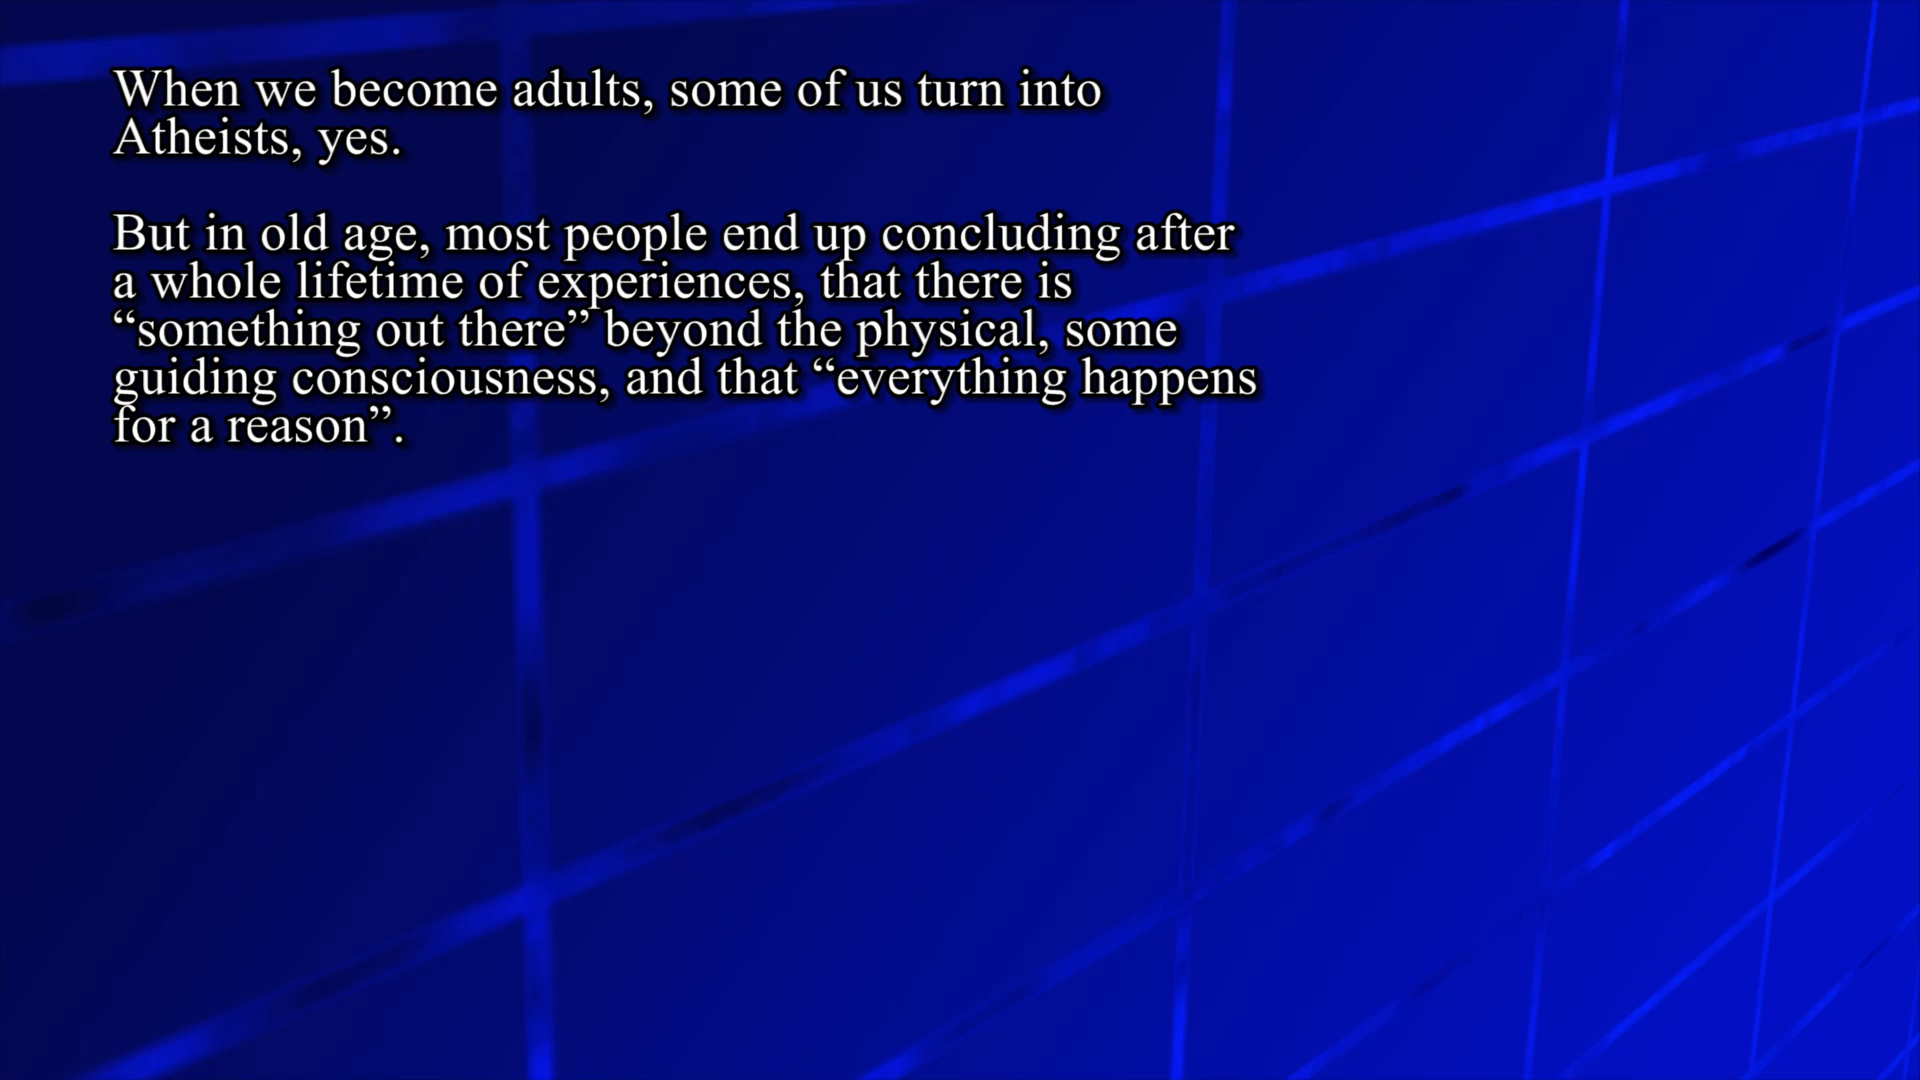 When we become adults, some of us turn into
Atheists, yes.
But in old age, most people end up concluding after
a whole lifetime of experiences, that there is
“something out there” beyond the physical, some
guiding consciousness, and that “everything happens
for a reason”.